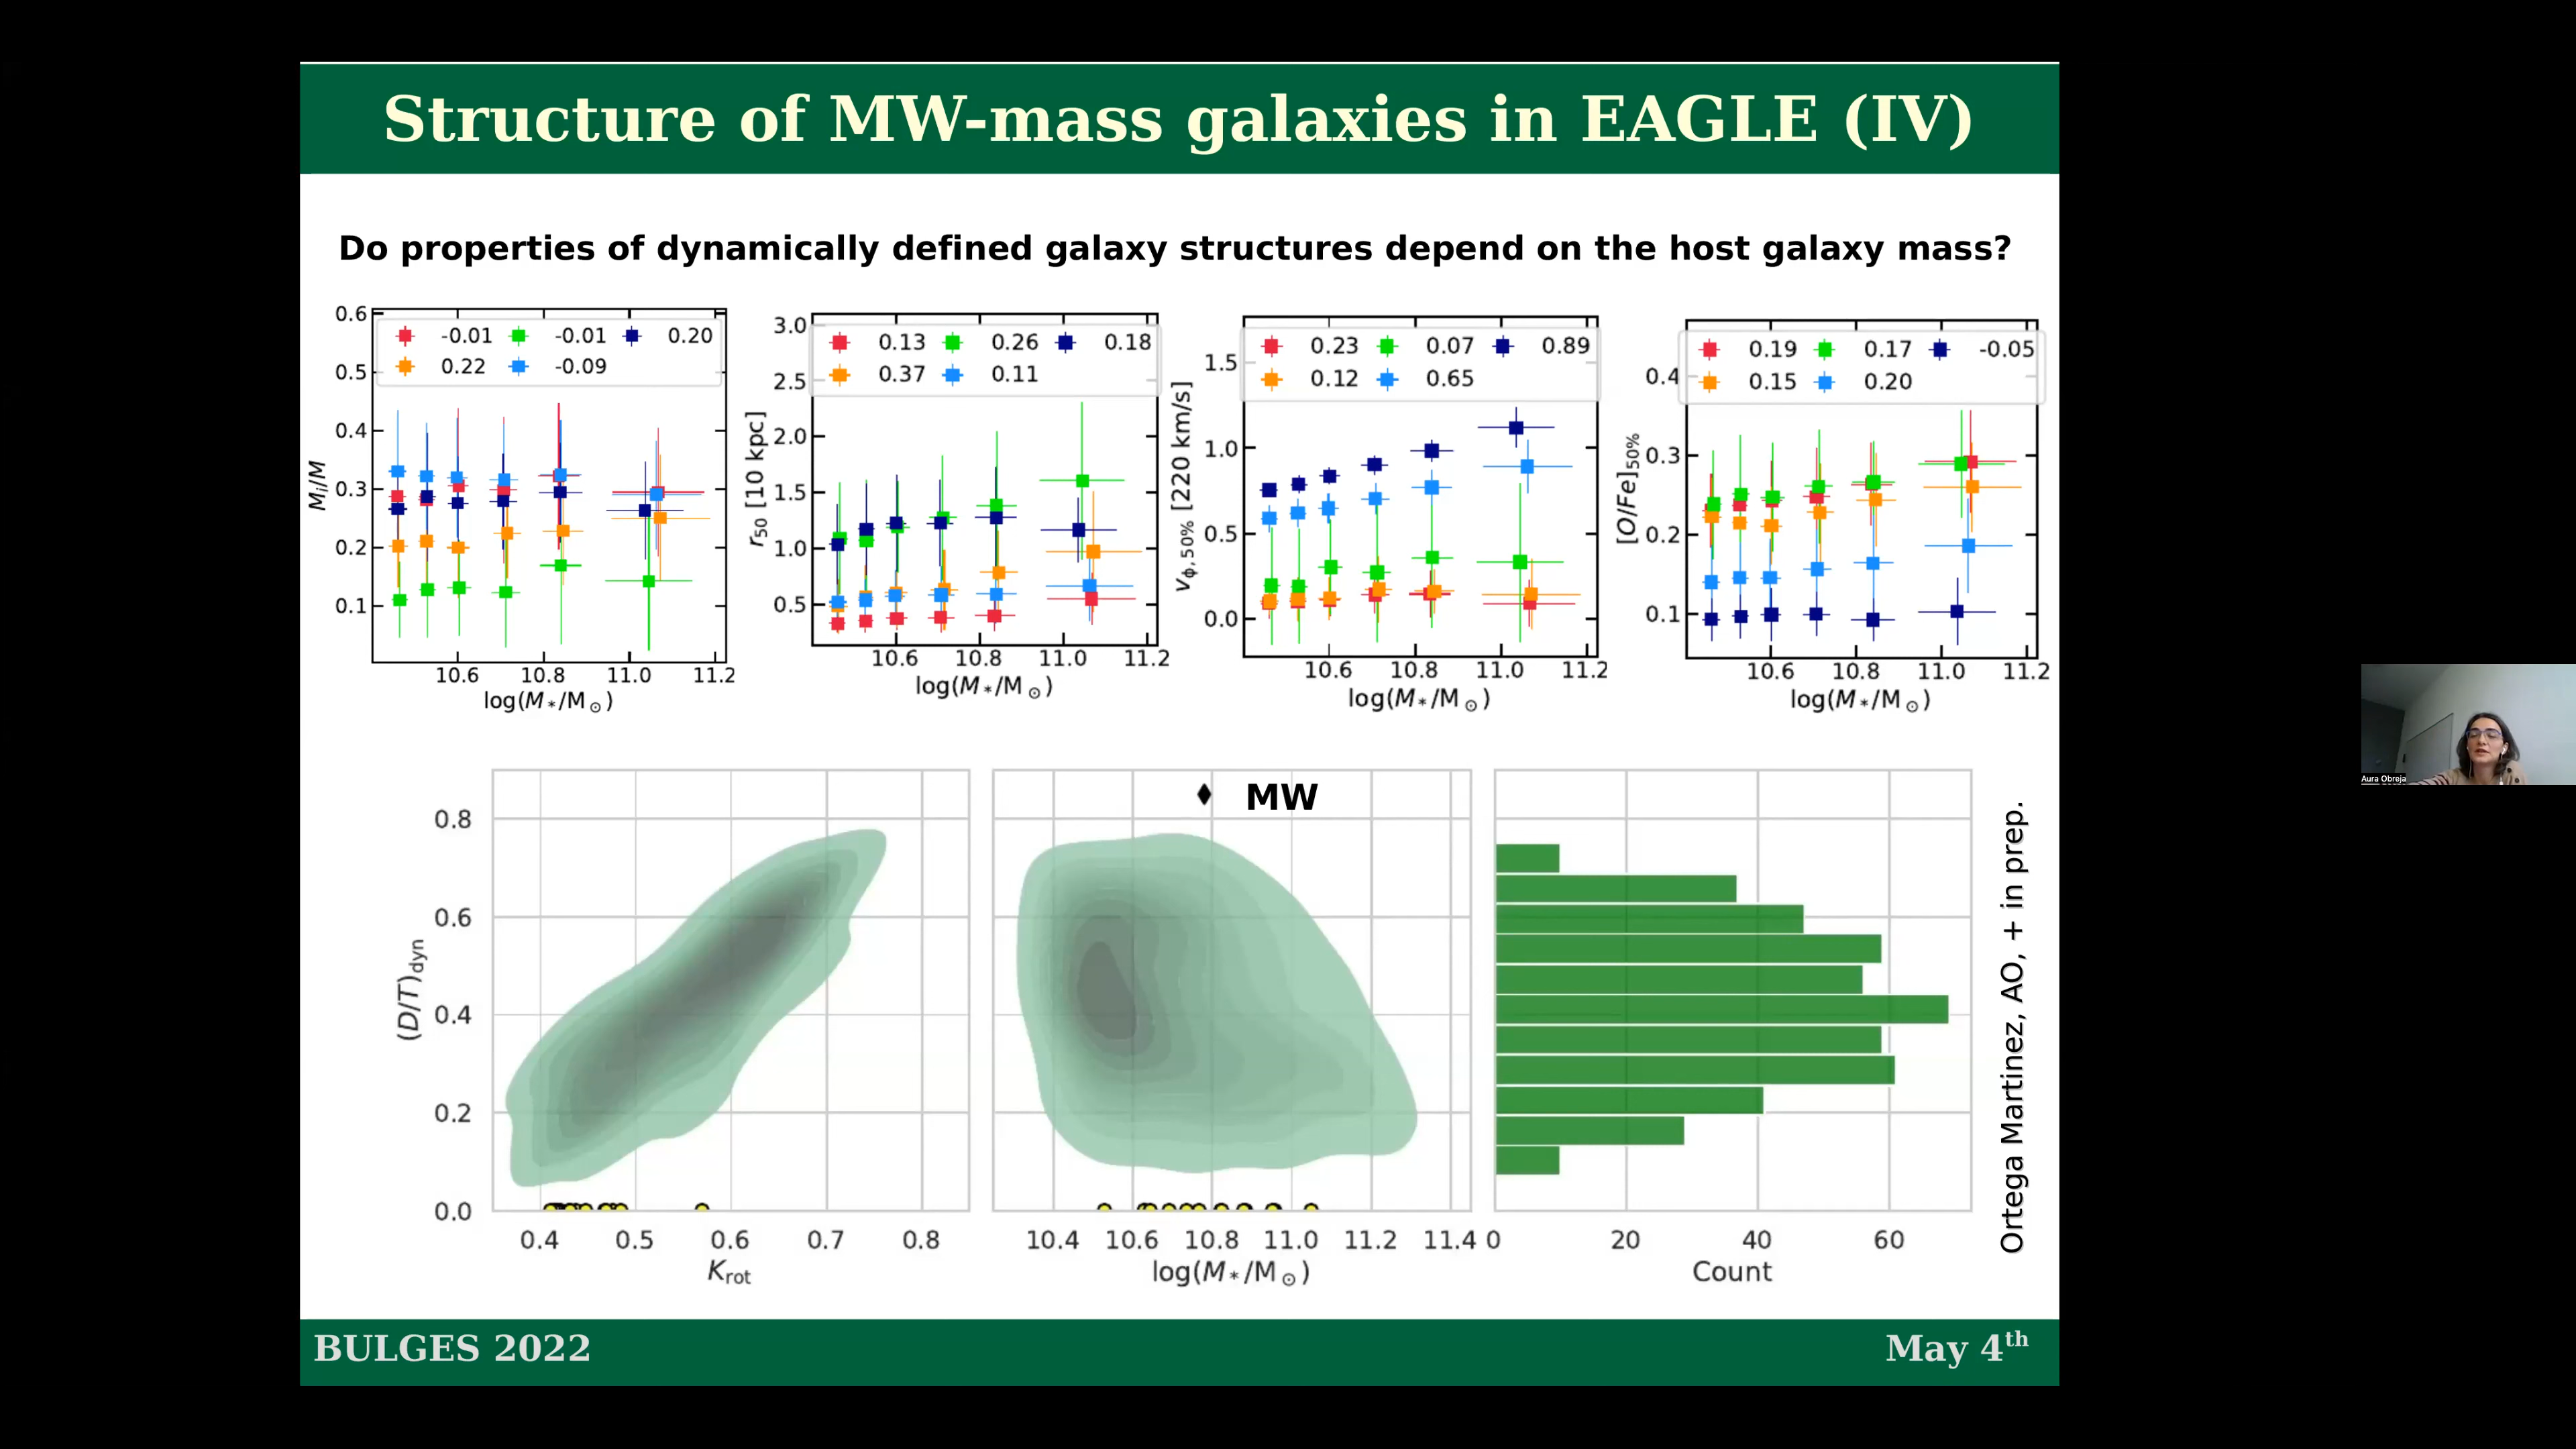 Structure of MW-mass galaxies in EAGLE (IV)
Do properties of dynamically defined galaxy structures depend on the host galaxy mass?
-0.01 -0.01 0.20
0.22 -0.09
0.6
0.5
0.4
0.3
0.2
0.1
M_i/M
10.6 10.8 11.0 11.2
log(M*/M⊙)
0.13 0.26 0.18
0.37 0.11
3.0
2.5
2.0
1.5
1.0
0.5
r50 [10 kpc]
10.6 10.8 11.0 11.2
log(M*/M⊙)
0.23 0.07 0.89
0.12 0.65
1.5
1.0
0.5
0.0
vϕ,50% [220 km/s]
10.6 10.8 11.0 11.2
log(M*/M⊙)
0.19 0.17 -0.05
0.15 0.20
0.4
0.3
0.2
0.1
[O/Fe]50%
10.6 10.8 11.0 11.2
log(M*/M⊙)
MW
0.8
0.6
0.4
0.2
0.0
(D/T)dyn
0.4 0.5 0.6 0.7 0.8
Krot
10.4 10.6 10.8 11.0 11.2 11.4
log(M*/M⊙)
0 20 40 60
Count
Ortega Martinez, AO, + in prep.
Aura Obreja
BULGES 2022
May 4th